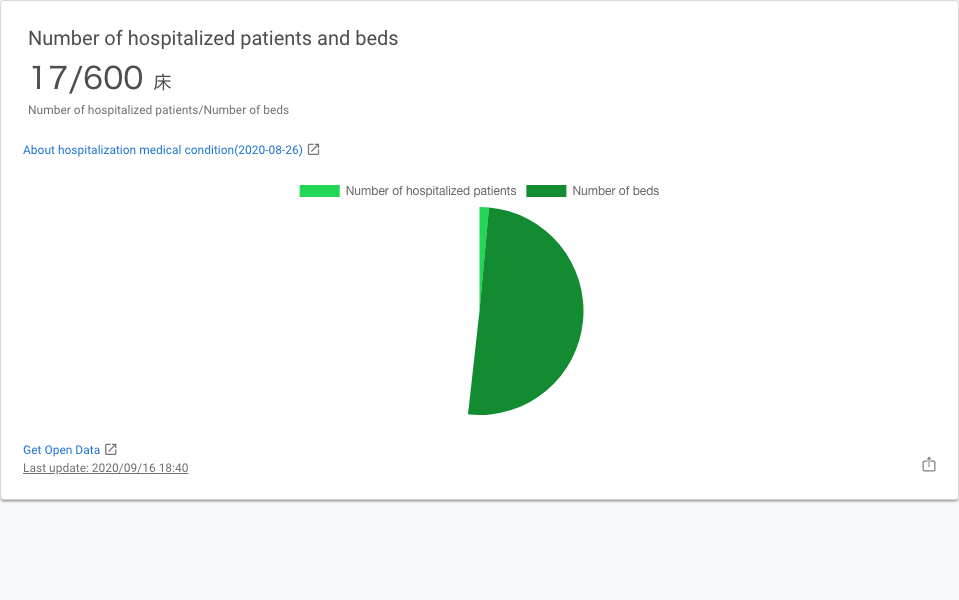 Number of hospitalized patients and beds
17/600 床
Number of hospitalized patients/Number of beds
About hospitalization medical condition(2020-08-26)
Number of hospitalized patients Number of beds
Get Open Data
Last update: 2020/09/16 18:40